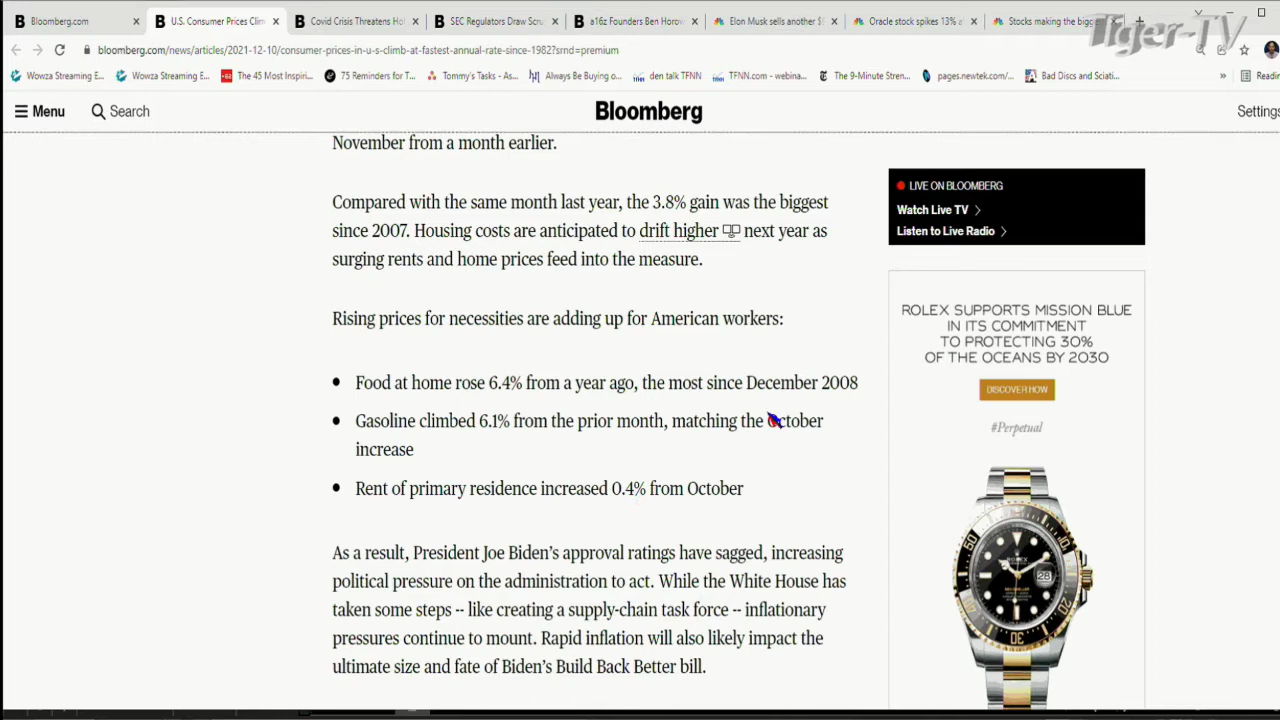 Bloomberg.com
U.S. Consumer Prices Clim
Covid Crisis Threatens Ho
SEC Regulators Draw Scru
a16z Founders Ben Horow
Elon Musk sells another $
Oracle stock spikes 13% a
Stocks making the bigg
Tiger-TV
bloomberg.com/news/articles/2021-12-10/consumer-prices-in-u-s-climb-at-fastest-annual-rate-since-1982?srnd=premium
Wowza Streaming E...
Wowza Streaming E...
The 45 Most Inspiri...
75 Reminders for T...
Tommy's Tasks - As...
Always Be Buying o...
den talk TFNN
TFNN.com - webina...
The 9-Minute Stren...
pages.newtek.com/...
Bad Discs and Sciati...
»
Readin
Menu
Search
Bloomberg
Settings
November from a month earlier.
Compared with the same month last year, the 3.8% gain was the biggest
since 2007. Housing costs are anticipated to drift higher next year as
surging rents and home prices feed into the measure.
Rising prices for necessities are adding up for American workers:
• Food at home rose 6.4% from a year ago, the most since December 2008
• Gasoline climbed 6.1% from the prior month, matching the October
increase
• Rent of primary residence increased 0.4% from October
As a result, President Joe Biden's approval ratings have sagged, increasing
political pressure on the administration to act. While the White House has
taken some steps -- like creating a supply-chain task force -- inflationary
pressures continue to mount. Rapid inflation will also likely impact the
ultimate size and fate of Biden's Build Back Better bill.
LIVE ON BLOOMBERG
Watch Live TV >
Listen to Live Radio >
ROLEX SUPPORTS MISSION BLUE
IN ITS COMMITMENT
TO PROTECTING 30%
OF THE OCEANS BY 2030
DISCOVER NOW
#Perpetual